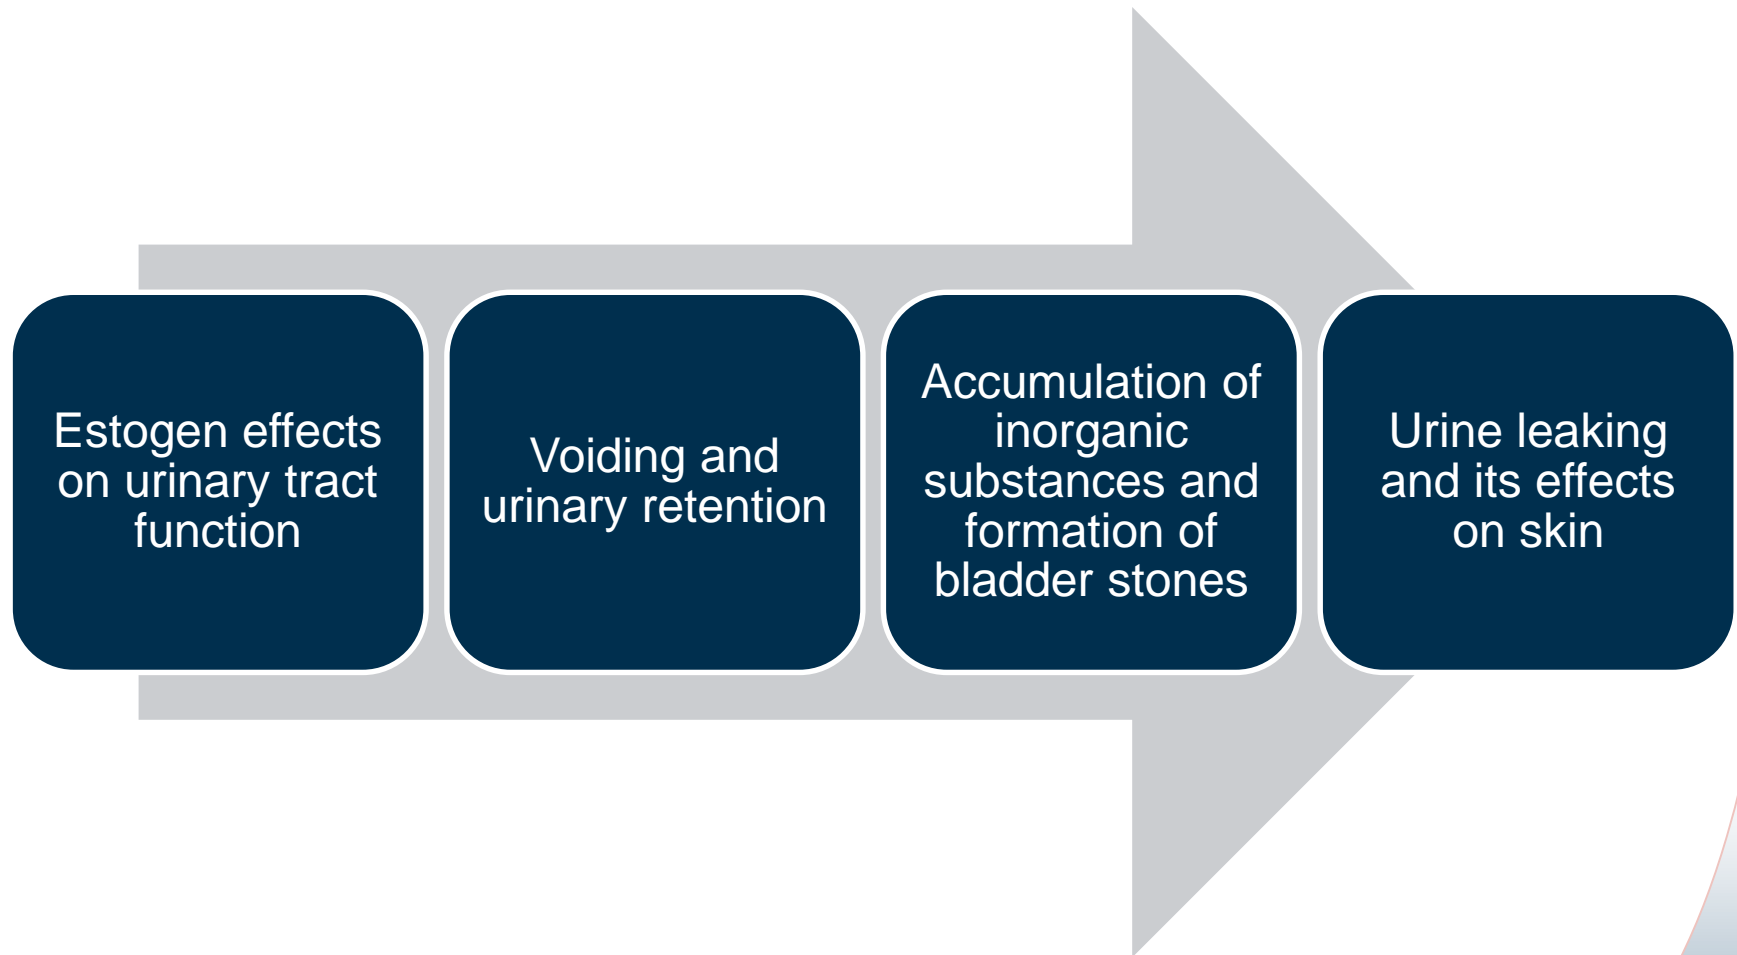 Estogen effects
on urinary tract
function
Voiding and
urinary retention
Accumulation of
inorganic
substances and
formation of
bladder stones
Urine leaking
and its effects
on skin